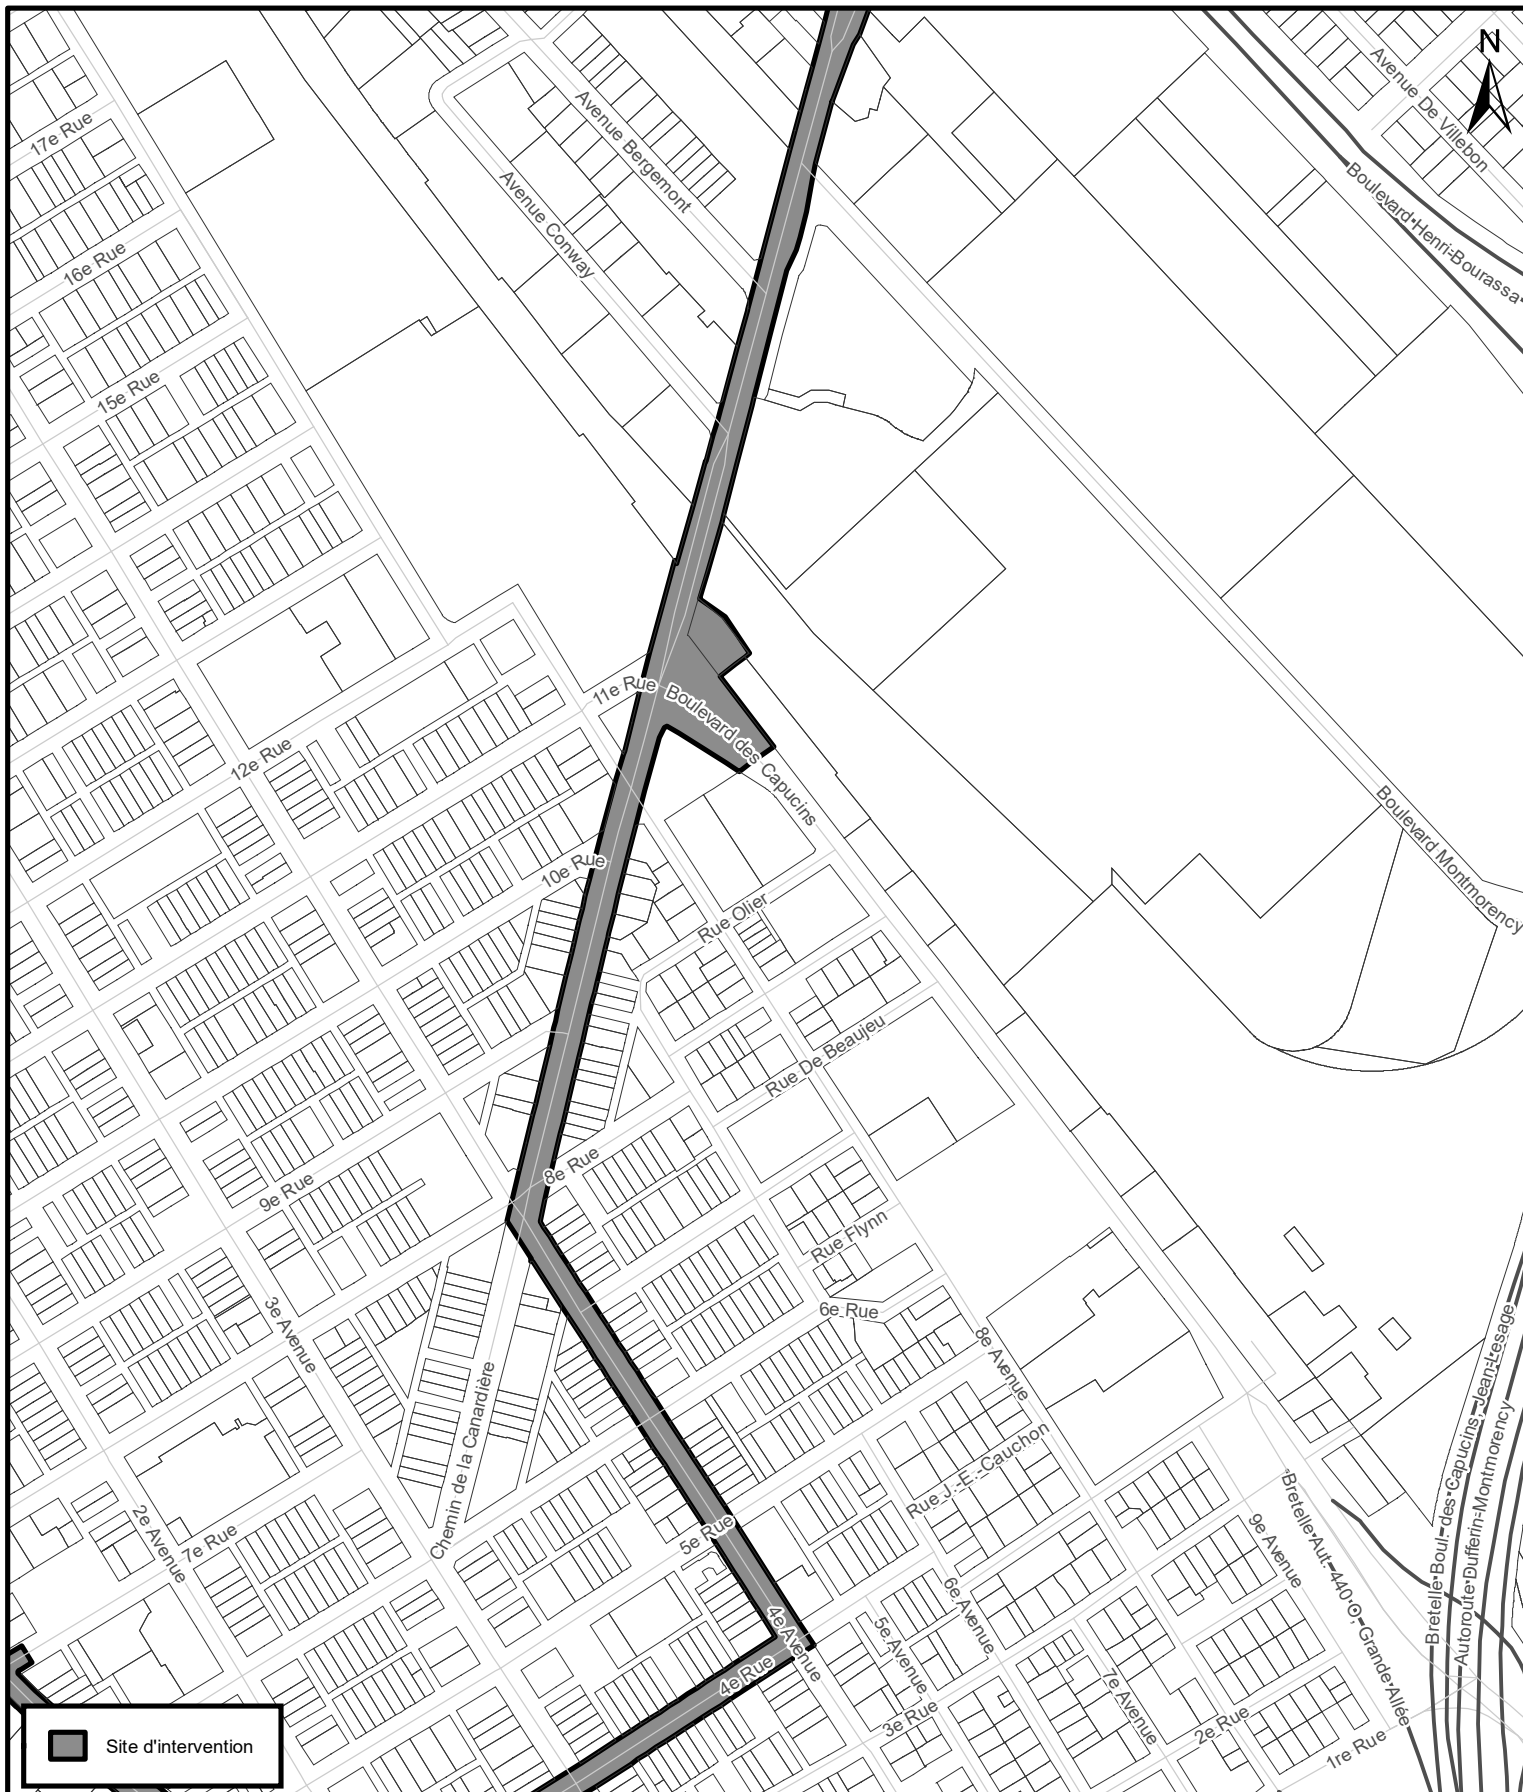 N
Avenue De Villebon
17e Rue
Avenue Bergemont
Boulevard Henri-Bourassa
Avenue Conway
16e Rue
15e Rue
11e Rue
Boulevard des Capucins
12e Rue
Boulevard Montmorency
10e Rue
Rue Olier
Rue De Beaujeu
8e Rue
9e Rue
Rue Flynn
6e Rue
3e Avenue
8e Avenue
Chemin de la Canardière
Bretelle Boul. des Capucins, Jean-Lesage
Autoroute Dufferin-Montmorency
Rue J.-E.-Cauchon
2e Avenue
7e Rue
5e Rue
Bretelle Aut. 440 O, Grande Allée
9e Avenue
6e Avenue
4e Avenue
5e Avenue
4e Rue
7e Avenue
3e Rue
2e Rue
1re Rue
Site d'intervention